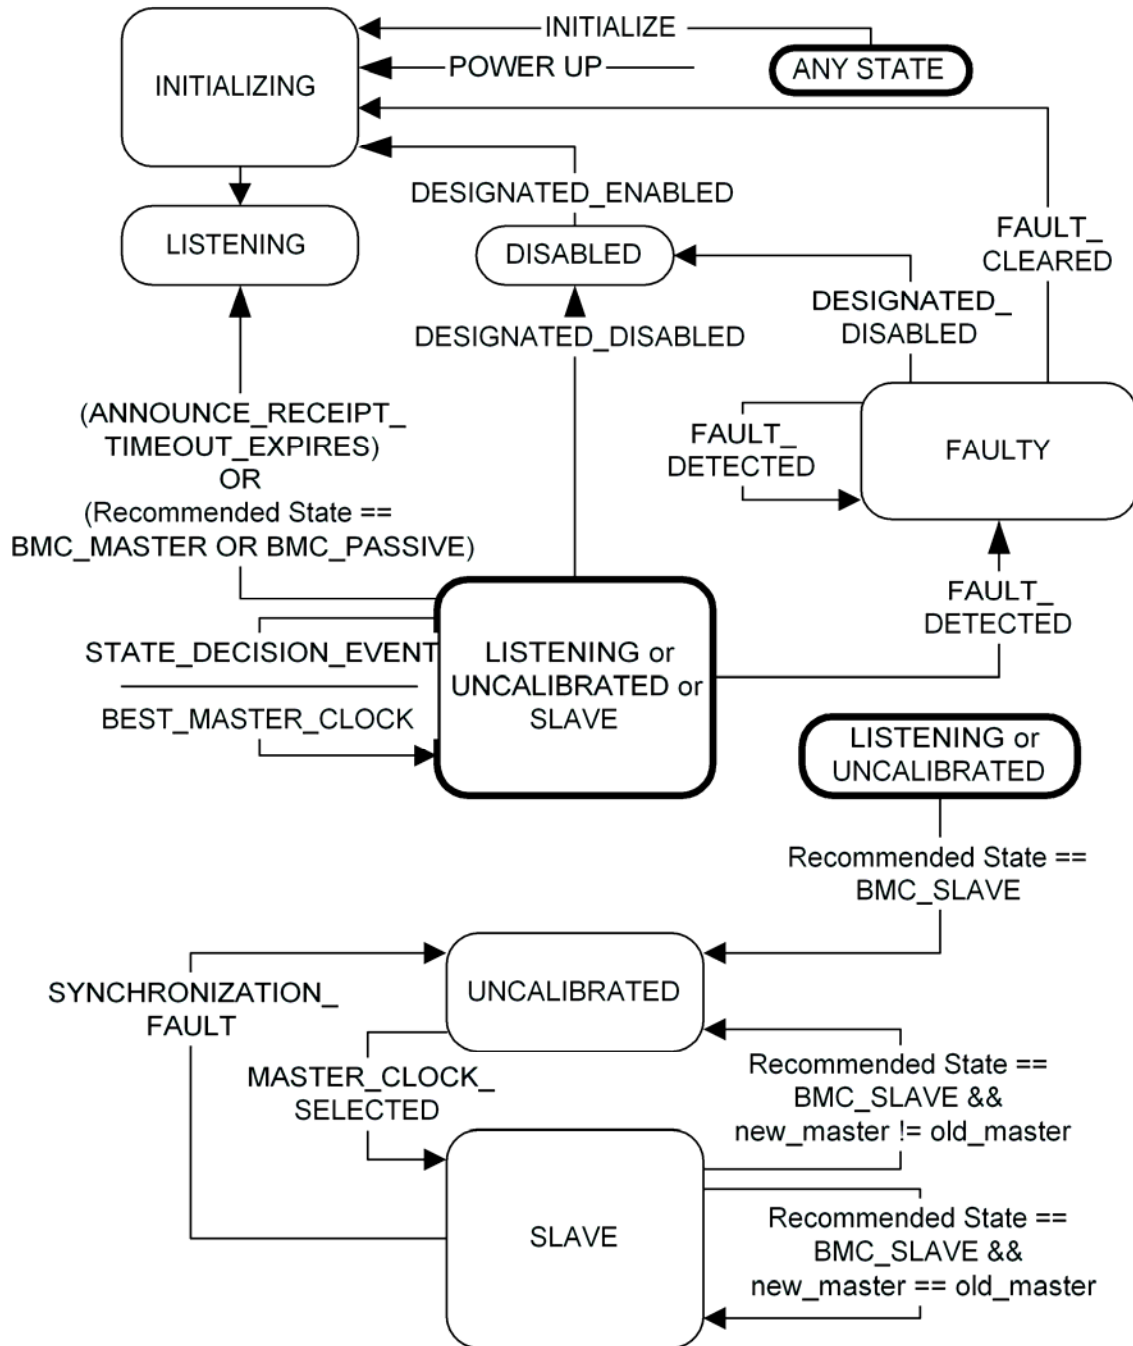 INITIALIZE
POWER UP
ANY STATE
INITIALIZING
DESIGNATED_ENABLED
LISTENING
DISABLED
FAULT_
CLEARED
DESIGNATED_
DISABLED
DESIGNATED_DISABLED
(ANNOUNCE_RECEIPT_
TIMEOUT_EXPIRES)
OR
(Recommended State ==
BMC_MASTER OR BMC_PASSIVE)
FAULT_
DETECTED
FAULTY
FAULT_
DETECTED
STATE_DECISION_EVENT
BEST_MASTER_CLOCK
LISTENING or
UNCALIBRATED or
SLAVE
LISTENING or
UNCALIBRATED
Recommended State ==
BMC_SLAVE
SYNCHRONIZATION_
FAULT
UNCALIBRATED
MASTER_CLOCK_
SELECTED
Recommended State ==
BMC_SLAVE &&
new_master != old_master
SLAVE
Recommended State ==
BMC_SLAVE &&
new_master == old_master